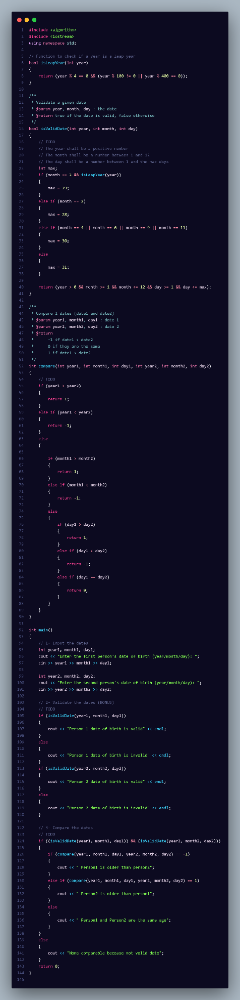 1 #include <algorithm>
2 #include <iostream>
3 using namespace std;
4
5 // Function to check if a year is a leap year
6 bool isLeapYear(int year)
7 {
8     return (year % 4 == 0 && (year % 100 != 0 || year % 400 == 0));
9 }
10
11 /**
12  * Validate a given date
13  * @param year, month, day : the date
14  * @return true if the date is valid, false otherwise
15  */
16 bool isValidDate(int year, int month, int day)
17 {
18     // TODO
19     // The year shall be a positive number
20     // The month shall be a number between 1 and 12
21     // The day shall be a number between 1 and the max days
22     int max;
23     if (month == 2 && isLeapYear(year))
24     {
25         max = 29;
26     }
27     else if (month == 2)
28     {
29         max = 28;
30     }
31     else if (month == 4 || month == 6 || month == 9 || month == 11)
32     {
33         max = 30;
34     }
35     else
36     {
37         max = 31;
38     }
39
40     return (year > 0 && month >= 1 && month <= 12 && day >= 1 && day <= max);
41 }
42
43 /**
44  * Compare 2 dates (date1 and date2)
45  * @param year1, month1, day1 : date 1
46  * @param year2, month2, day2 : date 2
47  * @return
48  *      -1 if date1 < date2
49  *      0 if they are the same
50  *      1 if date1 > date2
51  */
52 int compare(int year1, int month1, int day1, int year2, int month2, int day2)
53 {
54     // TODO
55     if (year1 > year2)
56     {
57         return 1;
58     }
59     else if (year1 < year2)
60     {
61         return -1;
62     }
63     else
64     {
65
66         if (month1 > month2)
67         {
68             return 1;
69         }
70         else if (month1 < month2)
71         {
72             return -1;
73         }
74         else
75         {
76             if (day1 > day2)
77             {
78                 return 1;
79             }
80             else if (day1 < day2)
81             {
82                 return -1;
83             }
84             else if (day1 == day2)
85             {
86                 return 0;
87             }
88         }
89     }
90 }
91
92 int main()
93 {
94     // 1- Input the dates
95     int year1, month1, day1;
96     cout << "Enter the first person's date of birth (year/month/day): ";
97     cin >> year1 >> month1 >> day1;
98
99     int year2, month2, day2;
100     cout << "Enter the second person's date of birth (year/month/day): ";
101     cin >> year2 >> month2 >> day2;
102
103     // 2- Validate the dates (BONUS)
104     // TODO
105     if (isValidDate(year1, month1, day1))
106     {
107         cout << "Person 1 date of birth is valid" << endl;
108     }
109     else
110     {
111         cout << "Person 1 date of birth is invalid" << endl;
112     }
113     if (isValidDate(year2, month2, day2))
114     {
115         cout << "Person 2 date of birth is valid" << endl;
116     }
117     else
118     {
119         cout << "Person 2 date of birth is invalid" << endl;
120     }
121
122     // 3  Compare the dates
123     // TODO
124     if ((isValidDate(year1, month1, day1)) && (isValidDate(year2, month2, day2)))
125     {
126         if (compare(year1, month1, day1, year2, month2, day2) == -1)
127         {
128             cout << " Person1 is older than person2";
129         }
130         else if (compare(year1, month1, day1, year2, month2, day2) == 1)
131         {
132             cout << " Person2 is older than person1";
133         }
134         else
135         {
136             cout << " Person1 and Person2 are the same age";
137         }
138     }
139     else
140     {
141         cout << "None comparable because not valid date";
142     }
143     return 0;
144 }
145